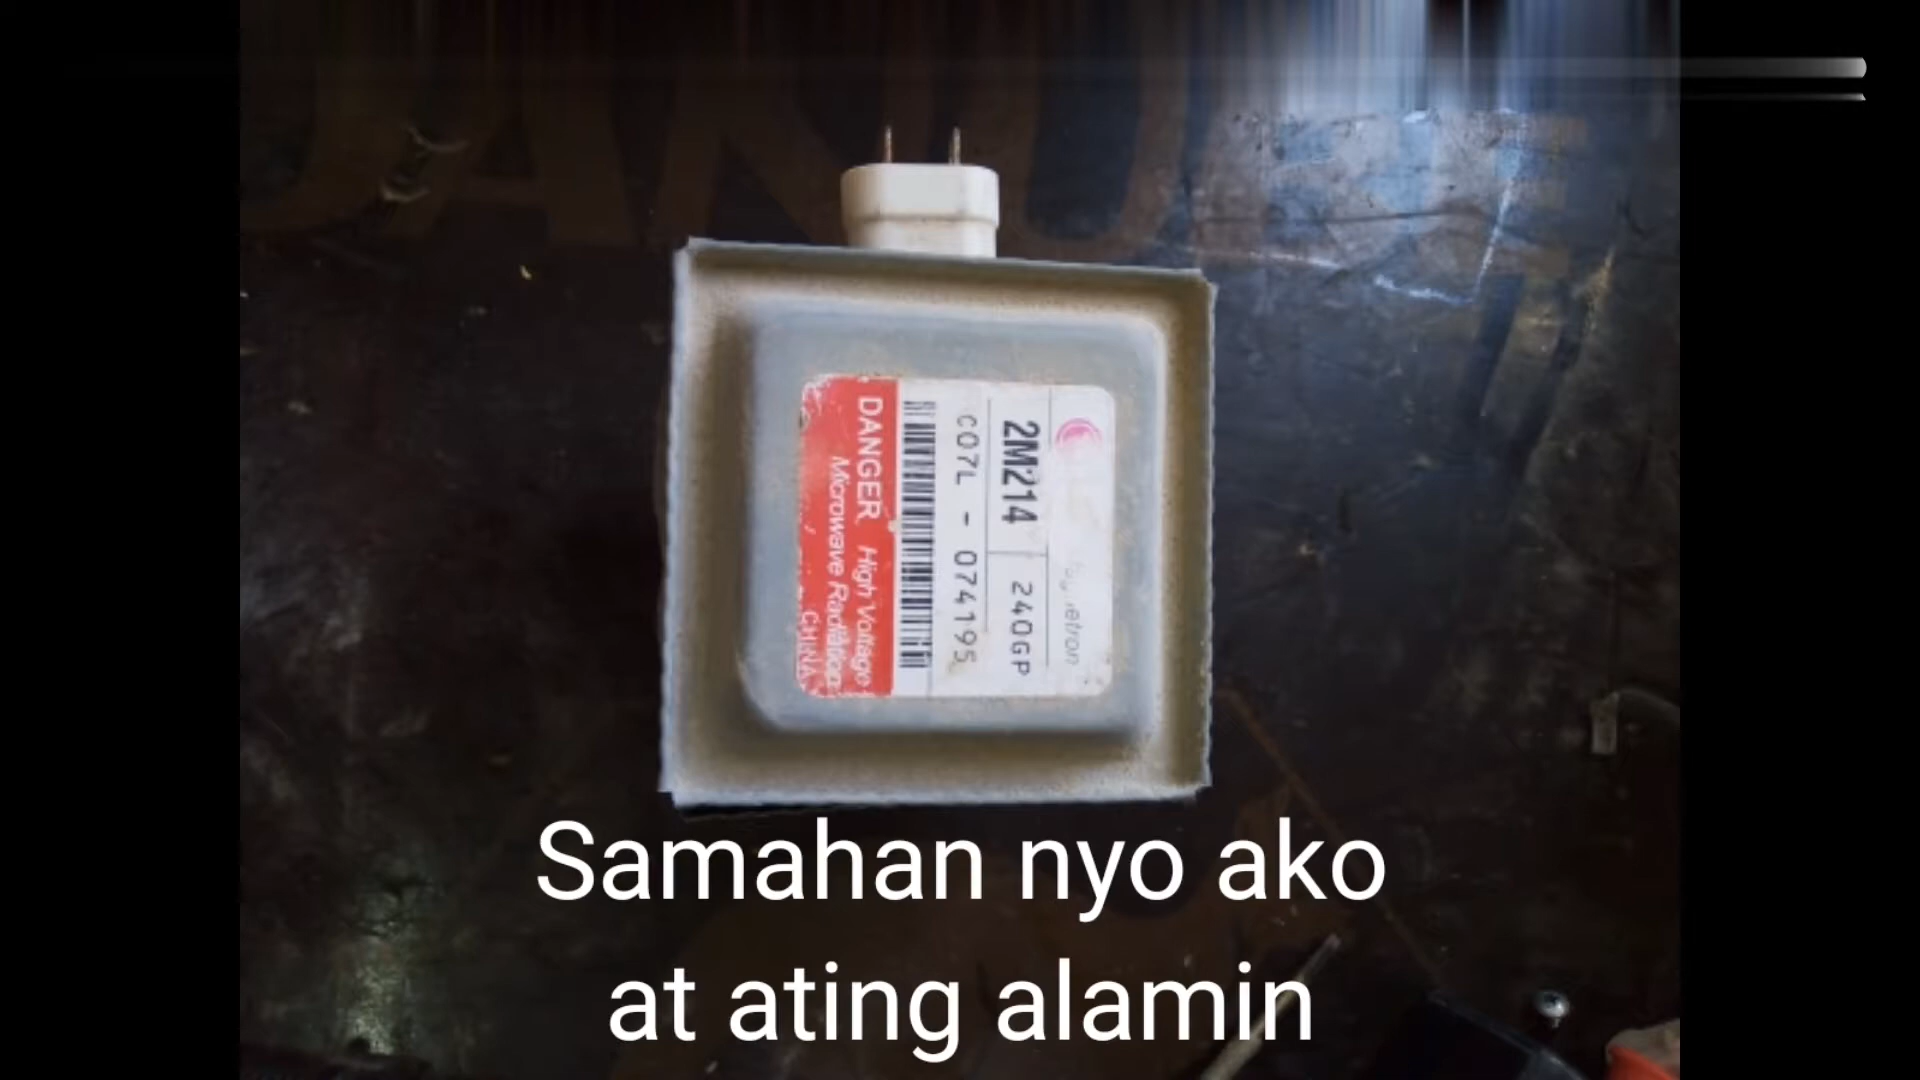 2M214
240GP
C07L - 074195
DANGER High Voltage
Microwave Radiation
CHINA
Samahan nyo ako
at ating alamin